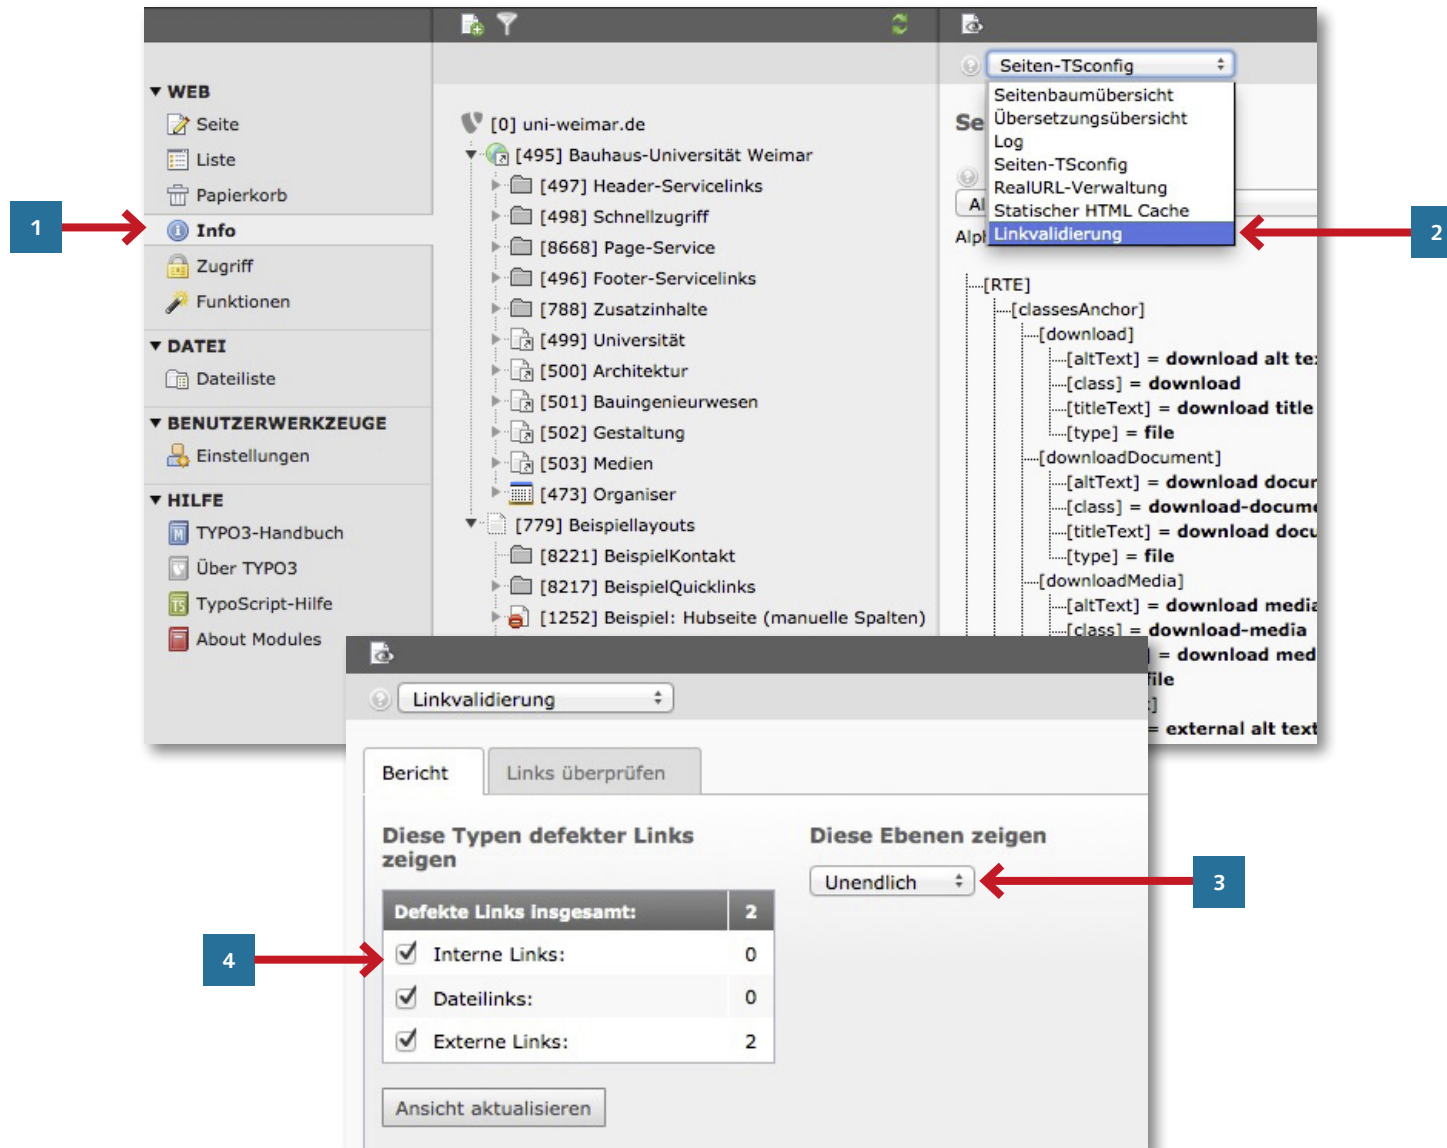 WEB
Seite
Liste
Papierkorb
Info
Zugriff
Funktionen
DATEI
Dateiliste
BENUTZERWERKZEUGE
Einstellungen
HILFE
TYPO3-Handbuch
Über TYPO3
TypoScript-Hilfe
About Modules
1
[0] uni-weimar.de
[495] Bauhaus-Universität Weimar
[497] Header-Servicelinks
[498] Schnellzugriff
[8668] Page-Service
[496] Footer-Servicelinks
[788] Zusatzinhalte
[499] Universität
[500] Architektur
[501] Bauingenieurwesen
[502] Gestaltung
[503] Medien
[473] Organiser
[779] Beispiellayouts
[8221] BeispielKontakt
[8217] BeispielQuicklinks
[1252] Beispiel: Hubseite (manuelle Spalten)
Seiten-TSconfig
Seitenbaumübersicht
Übersetzungsübersicht
Log
Seiten-TSconfig
RealURL-Verwaltung
Statischer HTML Cache
Linkvalidierung
Se
Al
Alph
2
[RTE]
[classesAnchor]
[download]
[altText] = download alt te
[class] = download
[titleText] = download title
[type] = file
[downloadDocument]
[altText] = download docur
[class] = download-docume
[titleText] = download docu
[type] = file
[downloadMedia]
[altText] = download media
[class] = download-media
] = download med
file
]
= external alt text
Linkvalidierung
Bericht
Links überprüfen
Diese Typen defekter Links
zeigen
Defekte Links insgesamt: 2
Interne Links: 0
Dateilinks: 0
Externe Links: 2
Ansicht aktualisieren
4
Diese Ebenen zeigen
Unendlich
3